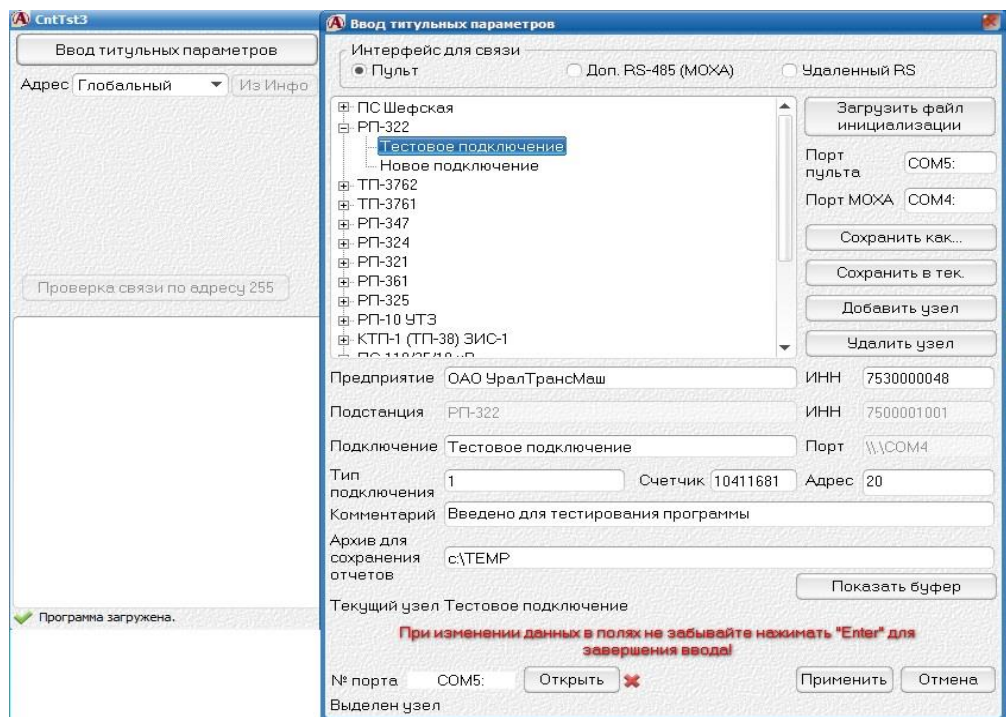 CntTst3
Ввод титульных параметров
Адрес Глобальный Из Инфо
Проверка связи по адресу 255
Программа загружена.
Ввод титульных параметров
Интерфейс для связи
Пульт Доп. RS-485 (MOXA) Удаленный RS
ПС Шефская
РП-322
Тестовое подключение
Новое подключение
ТП-3762
ТП-3761
РП-347
РП-324
РП-321
РП-361
РП-325
РП-10 УТЗ
КТП-1 (ТП-38) ЗИС-1
Загрузить файл
инициализации
Порт
пульта COM5:
Порт MOXA COM4:
Сохранить как...
Сохранить в тек.
Добавить узел
Удалить узел
Предприятие ОАО УралТрансМаш ИНН 7530000048
Подстанция РП-322 ИНН 7500001001
Подключение Тестовое подключение Порт \\.\COM4
Тип
подключения 1 Счетчик 10411681 Адрес 20
Комментарий Введено для тестирования программы
Архив для
сохранения
отчетов c:\TEMP
Показать буфер
Текущий узел Тестовое подключение
При изменении данных в полях не забывайте нажимать "Enter" для
завершения ввода!
№ порта COM5: Открыть Применить Отмена
Выделен узел